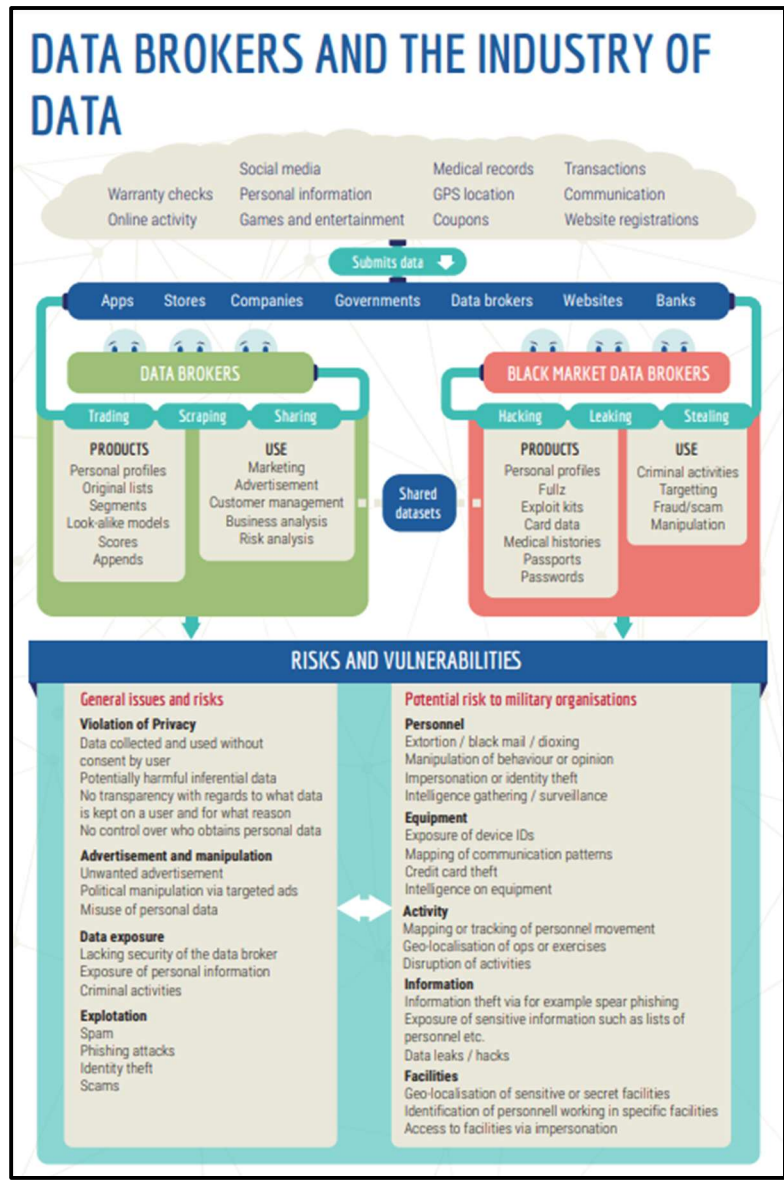 DATA BROKERS AND THE INDUSTRY OF
DATA
Social media
Medical records
Transactions
Warranty checks
Personal information
GPS location
Communication
Online activity
Games and entertainment
Coupons
Website registrations
Submits data
Apps
Stores
Companies
Governments
Data brokers
Websites
Banks
DATA BROKERS
Trading
Scraping
Sharing
PRODUCTS
Personal profiles
Original lists
Segments
Look-alike models
Scores
Appends
USE
Marketing
Advertisement
Customer management
Business analysis
Risk analysis
Shared
datasets
BLACK MARKET DATA BROKERS
Hacking
Leaking
Stealing
PRODUCTS
Personal profiles
Fullz
Exploit kits
Card data
Medical histories
Passports
Passwords
USE
Criminal activities
Targetting
Fraud/scam
Manipulation
RISKS AND VULNERABILITIES
General issues and risks
Violation of Privacy
Data collected and used without
consent by user
Potentially harmful inferential data
No transparency with regards to what data
is kept on a user and for what reason
No control over who obtains personal data
Advertisement and manipulation
Unwanted advertisement
Political manipulation via targeted ads
Misuse of personal data
Data exposure
Lacking security of the data broker
Exposure of personal information
Criminal activities
Explotation
Spam
Phishing attacks
Identity theft
Scams
Potential risk to military organisations
Personnel
Extortion / black mail / dioxing
Manipulation of behaviour or opinion
Impersonation or identity theft
Intelligence gathering / surveillance
Equipment
Exposure of device IDs
Mapping of communication patterns
Credit card theft
Intelligence on equipment
Activity
Mapping or tracking of personnel movement
Geo-localisation of ops or exercises
Disruption of activities
Information
Information theft via for example spear phishing
Exposure of sensitive information such as lists of
personnel etc.
Data leaks / hacks
Facilities
Geo-localisation of sensitive or secret facilities
Identification of personnell working in specific facilities
Access to facilities via impersonation